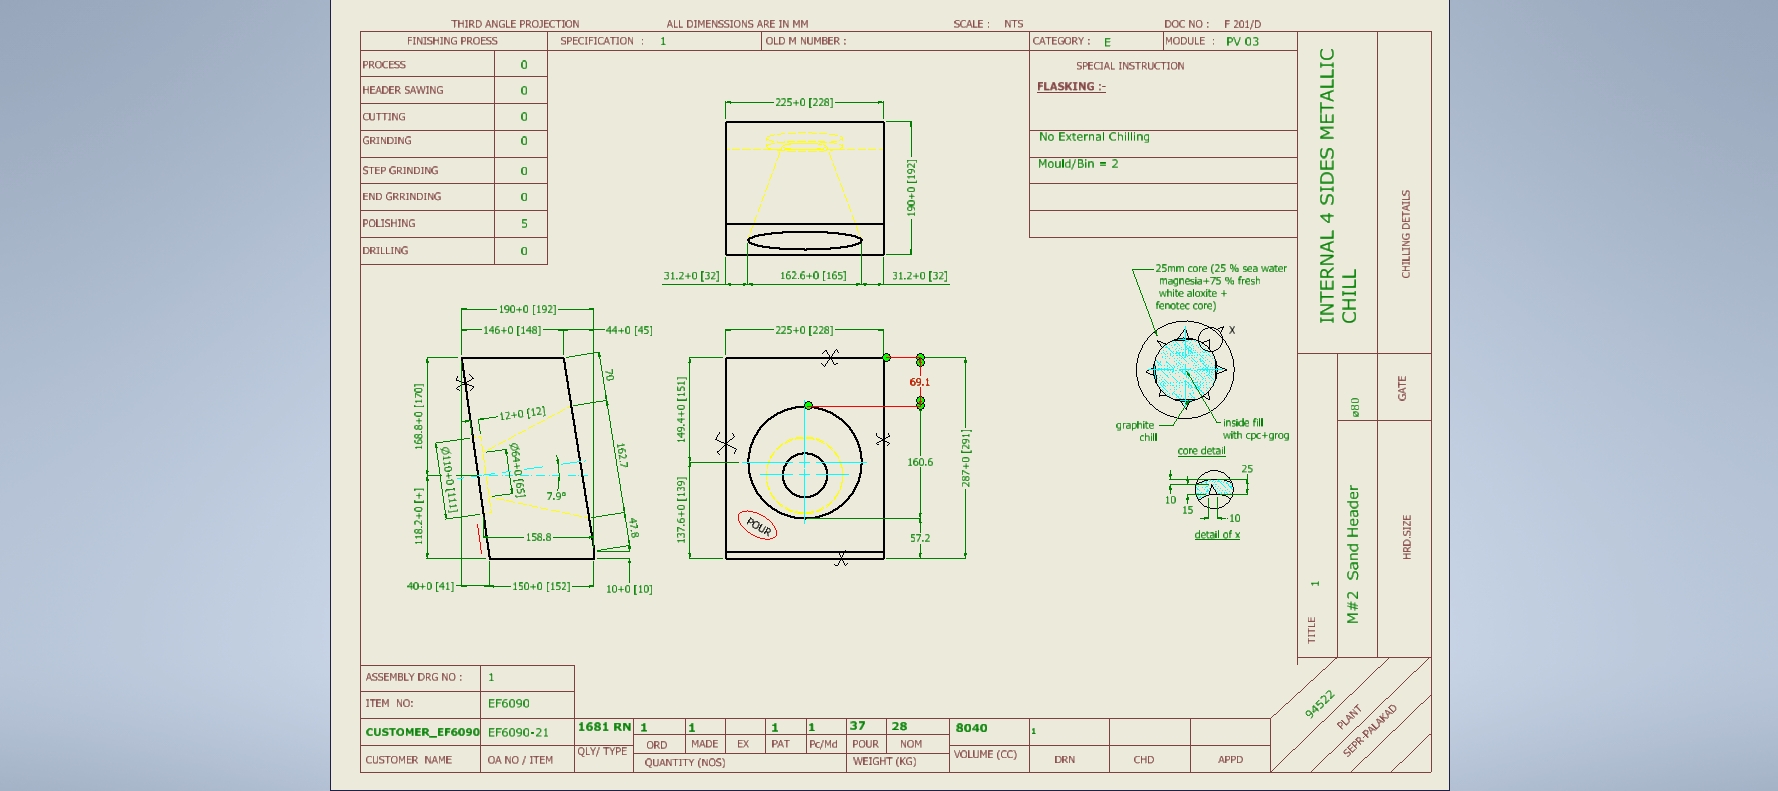 THIRD ANGLE PROJECTION ALL DIMENSSIONS ARE IN MM SCALE : NTS DOC NO : F 201/D
FINISHING PROESS SPECIFICATION : 1 OLD M NUMBER : CATEGORY : E MODULE : PV 03
PROCESS 0
HEADER SAWING 0
CUTTING 0
GRINDING 0
STEP GRINDING 0
END GRRINDING 0
POLISHING 5
DRILLING 0
SPECIAL INSTRUCTION
FLASKING :-
No External Chilling
Mould/Bin = 2
225+0 [228]
190+0 [192]
31.2+0 [32] 162.6+0 [165] 31.2+0 [32]
190+0 [192]
146+0 [148] 44+0 [45]
168.8+0 [170]
118.2+0 [+]
70
12+0 [12]
Ø110+0 [111]
Ø64+0 [65]
7.9°
162.7
47.8
158.8
40+0 [41] 150+0 [152] 10+0 [10]
225+0 [228]
149.4+0 [151]
137.6+0 [139]
69.1
160.6
57.2
287+0 [291]
POUR
25mm core (25 % sea water
magnesia+75 % fresh
white aloxite +
fenotec core)
X
graphite
chill
inside fill
with cpc+grog
core detail
25
10
15
10
detail of x
INTERNAL 4 SIDES METALLIC
CHILL
CHILLING DETAILS
ø80
GATE
M#2 Sand Header
HRD.SIZE
TITLE 1
94522
PLANT
SEPR-PALAKAD
ASSEMBLY DRG NO : 1
ITEM NO: EF6090
CUSTOMER_EF6090 EF6090-21
CUSTOMER NAME OA NO / ITEM
1681 RN 1 1 1 1 37 28 8040 1
QLY/ TYPE ORD MADE EX PAT Pc/Md POUR NOM VOLUME (CC) DRN CHD APPD
QUANTITY (NOS) WEIGHT (KG)